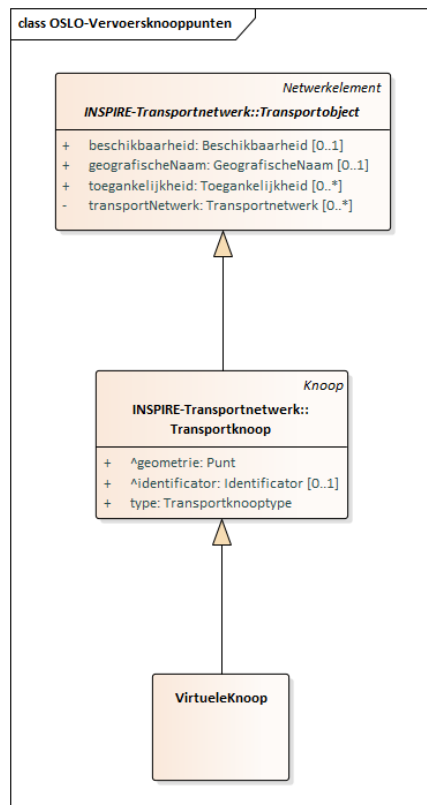 class OSLO-Vervoersknooppunten
Netwerkelement
INSPIRE-Transportnetwerk::Transportobject
+ beschikbaarheid: Beschikbaarheid [0..1]
+ geografischeNaam: GeografischeNaam [0..1]
+ toegankelijkheid: Toegankelijkheid [0..*]
- transportNetwerk: Transportnetwerk [0..*]
Knoop
INSPIRE-Transportnetwerk::
Transportknoop
+ ^geometrie: Punt
+ ^identificator: Identificator [0..1]
+ type: Transportknooptype
VirtueleKnoop